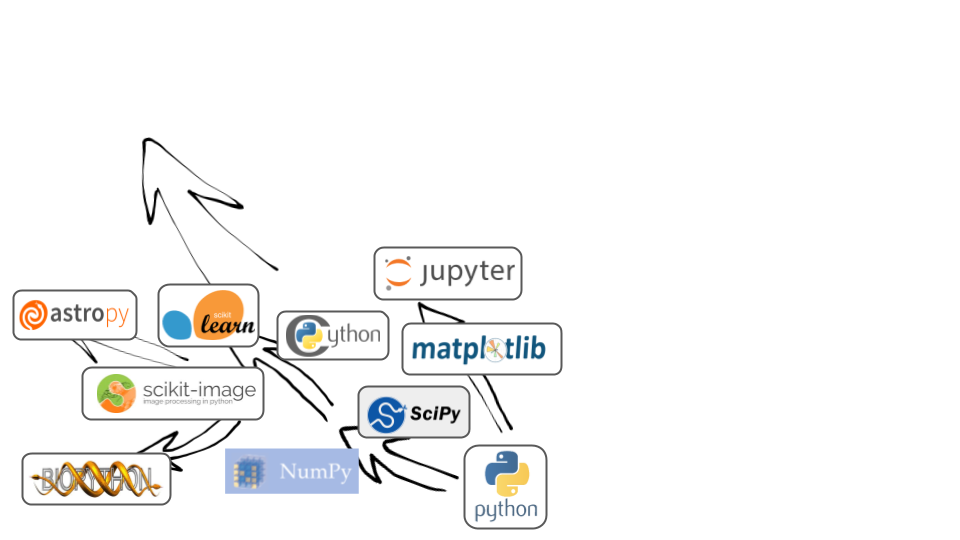 jupyter
astropy
scikit
learn
Cython
matplotlib
scikit-image
image processing in python
SciPy
BIOPYTHON
NumPy
python